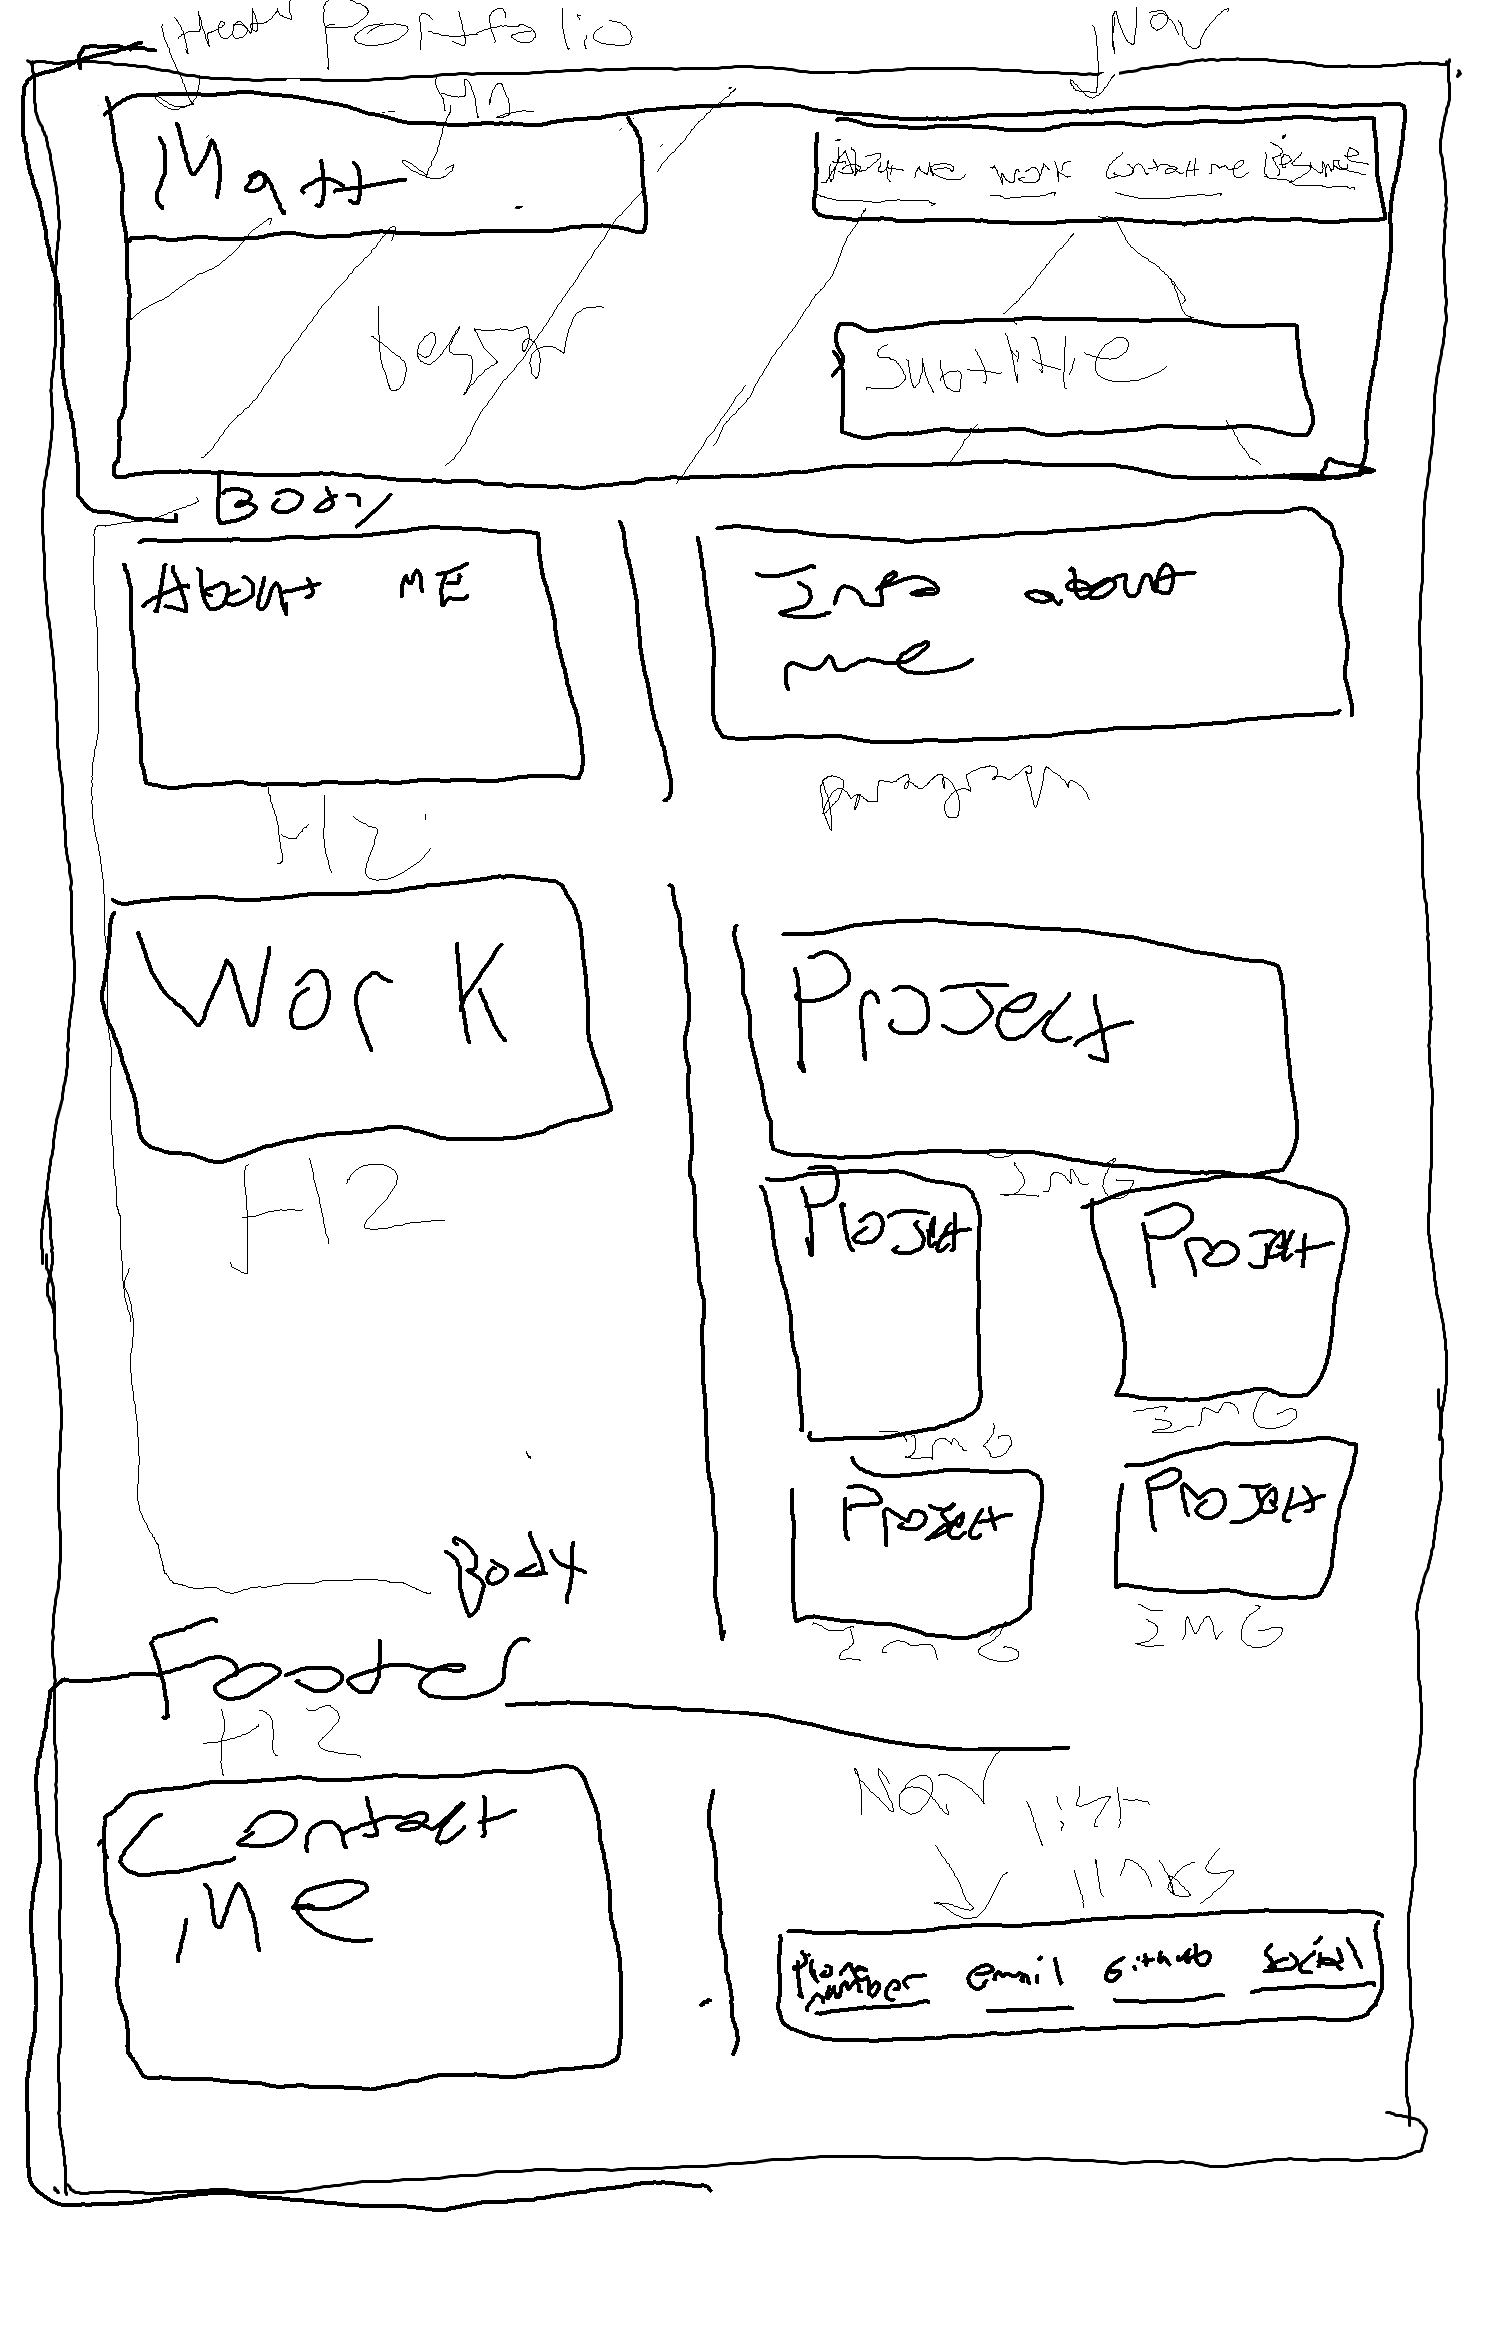 Header Portfolio
Nav
H1
Matt
About me work contact me Resume
Design
Subtitle
BODy
About ME
Info about
me
H2
paragraph
Work
Project
H2
IMG
Project
Project
IMG
IMG
Project
Project
Body
IMG
IMG
Footer
H2
Nav
list
links
Contact
Me
Phone
number email Github Social